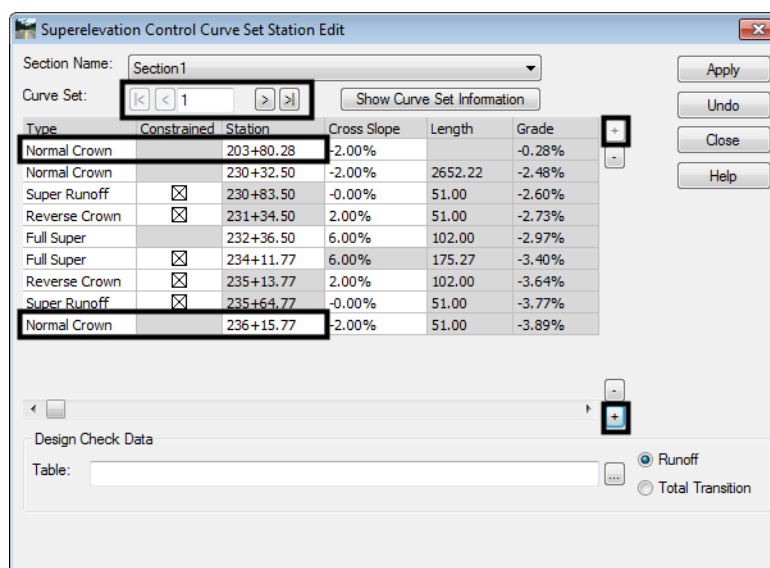 Superelevation Control Curve Set Station Edit
Section Name: Section1 Apply
Curve Set: |< < 1 > >| Show Curve Set Information Undo
Type Constrained Station Cross Slope Length Grade + Close
Normal Crown 203+80.28 -2.00% -0.28% -
Normal Crown 230+32.50 -2.00% 2652.22 -2.48% Help
Super Runoff 230+83.50 -0.00% 51.00 -2.60%
Reverse Crown 231+34.50 2.00% 51.00 -2.73%
Full Super 232+36.50 6.00% 102.00 -2.97%
Full Super 234+11.77 6.00% 175.27 -3.40%
Reverse Crown 235+13.77 2.00% 102.00 -3.64%
Super Runoff 235+64.77 -0.00% 51.00 -3.77%
Normal Crown 236+15.77 -2.00% 51.00 -3.89%
-
+
Design Check Data
Table: ... Runoff
Total Transition